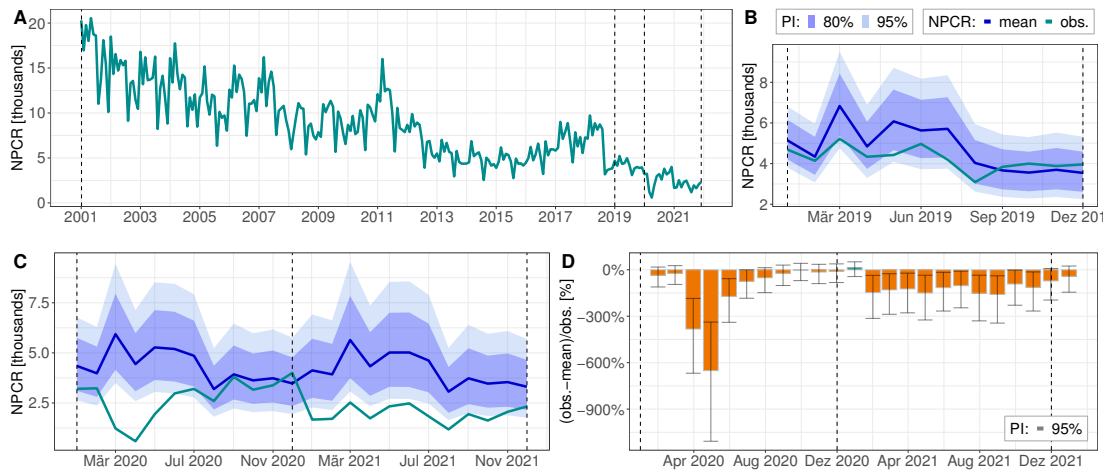 A
NPCR [thousands]
20
15
10
5
0
2001 2003 2005 2007 2009 2011 2013 2015 2017 2019 2021
B
PI: 80% 95% NPCR: mean obs.
NPCR [thousands]
8
6
4
2
Mär 2019 Jun 2019 Sep 2019 Dez 2019
C
NPCR [thousands]
7.5
5.0
2.5
Mär 2020 Jul 2020 Nov 2020 Mär 2021 Jul 2021 Nov 2021
D
(obs.-mean)/obs. [%]
0%
−300%
−600%
−900%
PI: 95%
Apr 2020 Aug 2020 Dez 2020 Apr 2021 Aug 2021 Dez 2021